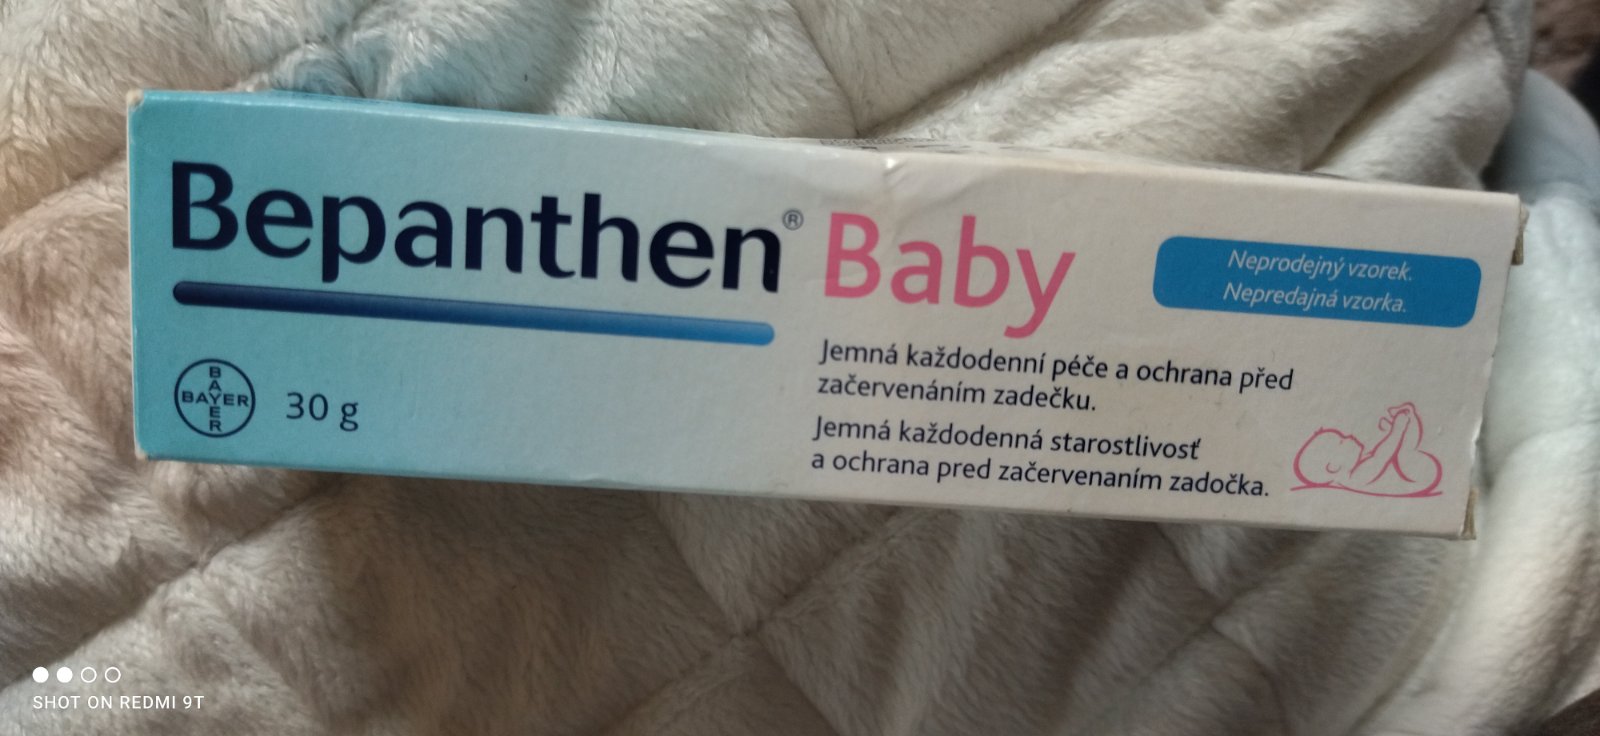 Bepanthen® Baby
Neprodejný vzorek.
Nepredajná vzorka.
Jemná každodenní péče a ochrana před
začervenáním zadečku.
Jemná každodenná starostlivosť
a ochrana pred začervenaním zadočka.
BAYER
BAYER
30 g
SHOT ON REDMI 9T